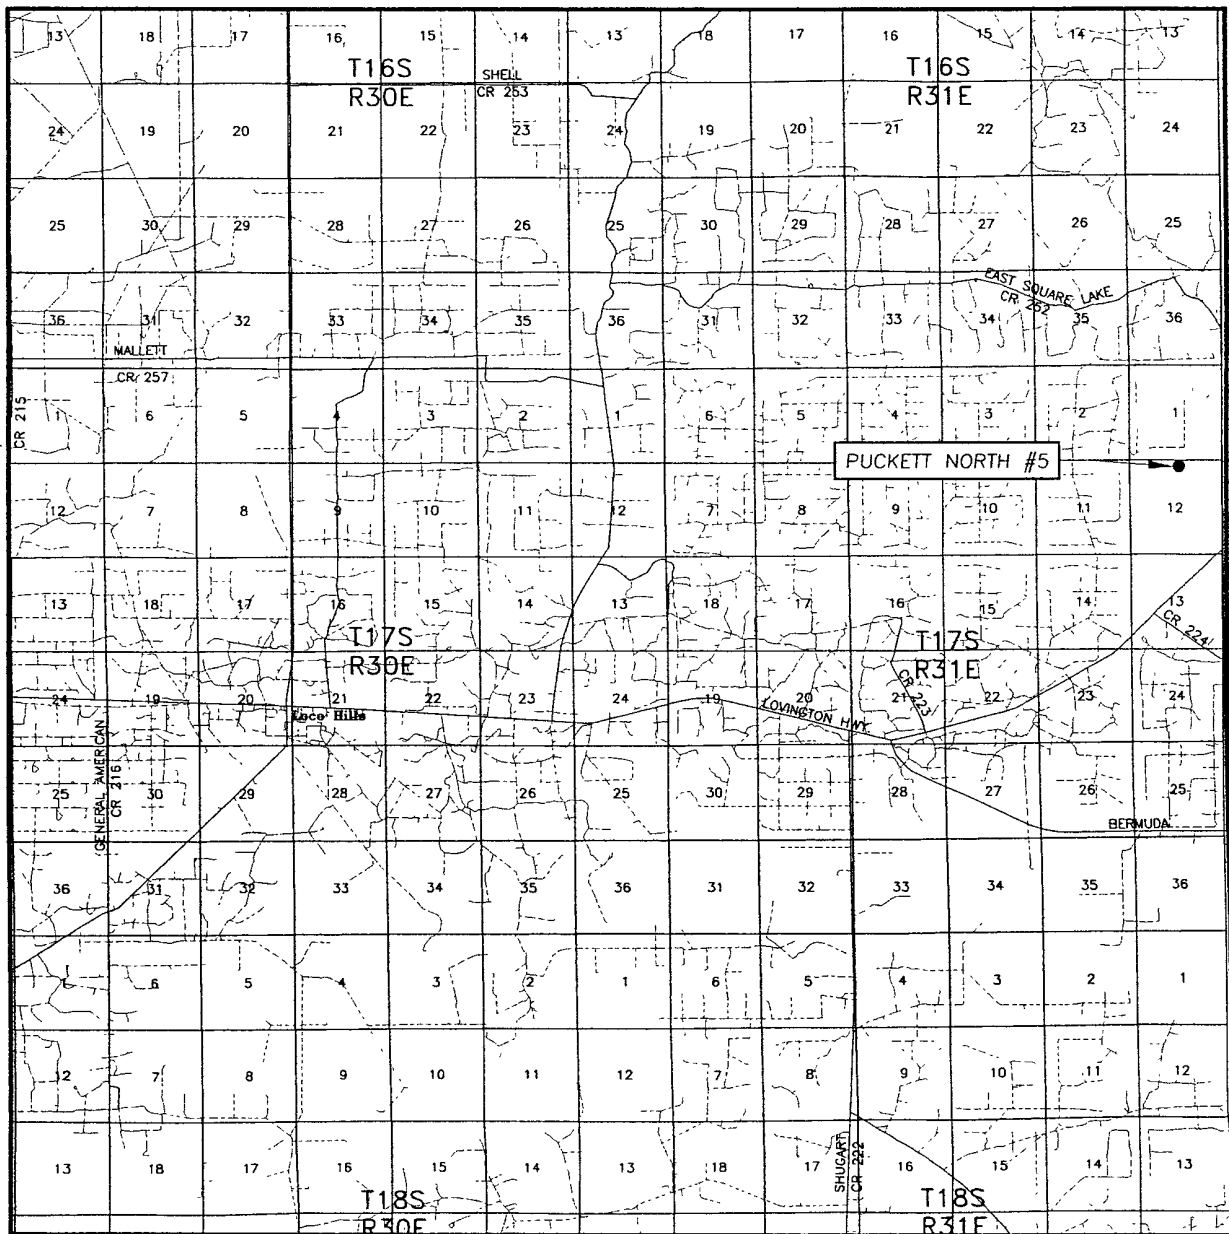 13 18 17 16 15 14 13 18 17 16 15 14 13
T16S T16S
R30E R31E
SHELL
CR 253
24 19 20 21 22 23 24 19 20 21 22 23 24
25 30 29 28 27 26 25 30 29 28 27 26 25
EAST SQUARE LAKE
CR 252
36 31 32 33 34 35 36 31 32 33 34 35 36
MALLETT
CR 257
CR 215
1 6 5 4 3 2 1 6 5 4 3 2 1
PUCKETT NORTH #5
12 7 8 9 10 11 12 7 8 9 10 11 12
13 18 17 16 15 14 13 18 17 16 15 14 13
CR 224
T17S T17S
R30E R31E
24 19 20 21 22 23 24 19 20 21 22 23 24
Loco Hills
LOVINGTON HWY.
CR 223
GENERAL AMERICAN
CR 216
25 30 29 28 27 26 25 30 29 28 27 26 25
BERMUDA
36 31 32 33 34 35 36 31 32 33 34 35 36
1 6 5 4 3 2 1 6 5 4 3 2 1
12 7 8 9 10 11 12 7 8 9 10 11 12
13 18 17 16 15 14 13 18 17 16 15 14 13
SHUGART
CR 222
T18S T18S
R30E R31E